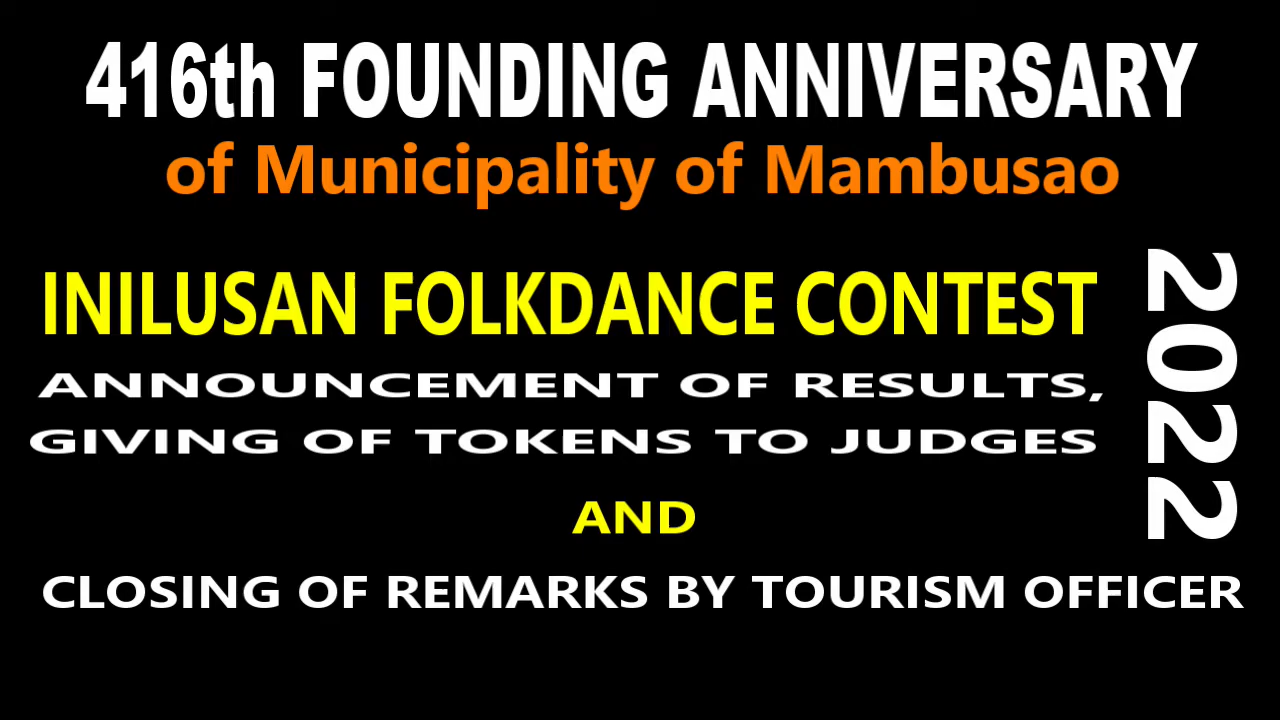 416th FOUNDING ANNIVERSARY
of Municipality of Mambusao
INILUSAN FOLKDANCE CONTEST
ANNOUNCEMENT OF RESULTS,
GIVING OF TOKENS TO JUDGES
AND
CLOSING OF REMARKS BY TOURISM OFFICER
2022